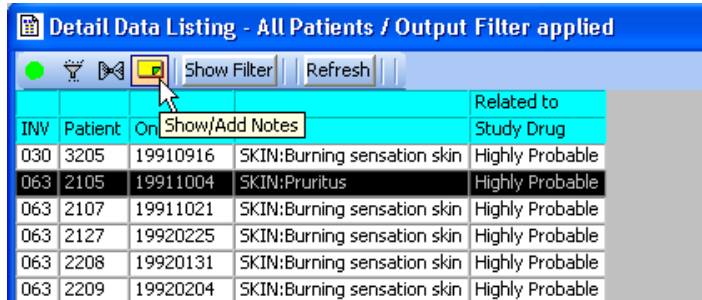 Detail Data Listing - All Patients / Output Filter applied
Show Filter Refresh
Related to
INV Patient On Show/Add Notes Study Drug
030 3205 19910916 SKIN:Burning sensation skin Highly Probable
063 2105 19911004 SKIN:Pruritus Highly Probable
063 2107 19911021 SKIN:Burning sensation skin Highly Probable
063 2127 19920225 SKIN:Burning sensation skin Highly Probable
063 2208 19920131 SKIN:Burning sensation skin Highly Probable
063 2209 19920204 SKIN:Burning sensation skin Highly Probable